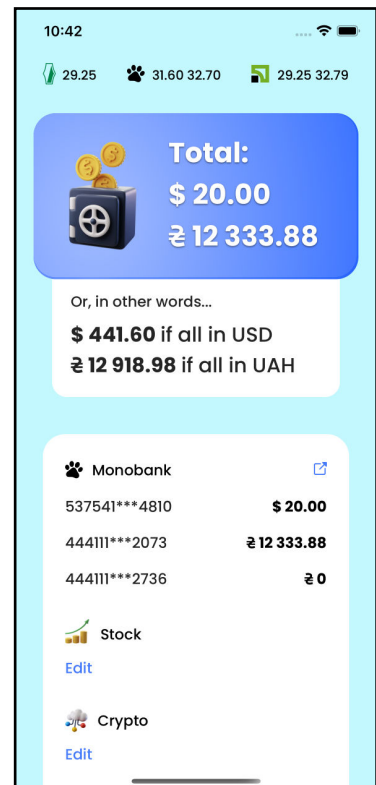 10:42
29.25 31.60 32.70 29.25 32.79
Total:
$ 20.00
₴ 12 333.88
Or, in other words...
$ 441.60 if all in USD
₴ 12 918.98 if all in UAH
Monobank
537541***4810 $ 20.00
444111***2073 ₴ 12 333.88
444111***2736 ₴ 0
Stock
Edit
Crypto
Edit